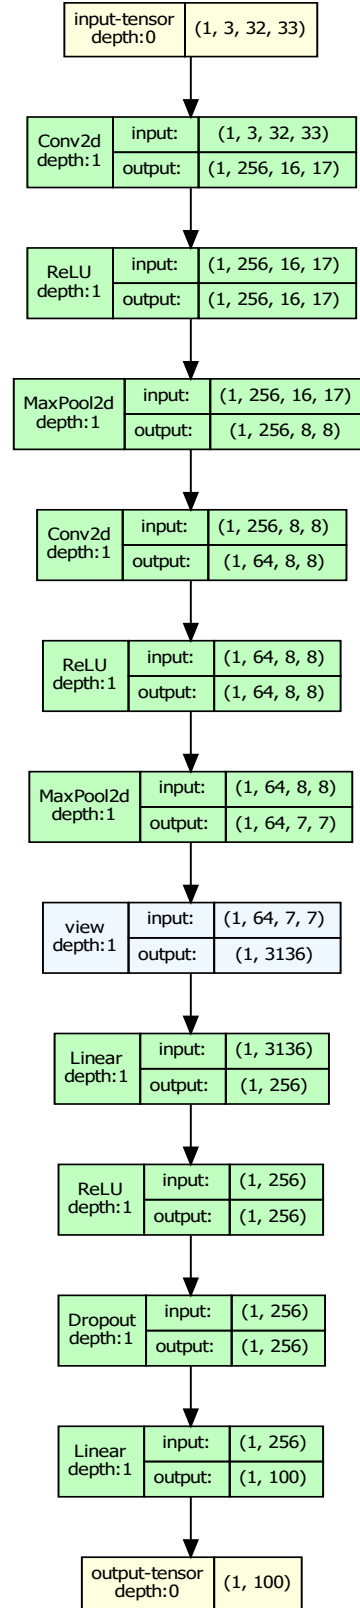 input-tensor
depth:0
(1, 3, 32, 33)
Conv2d
depth:1
input:
(1, 3, 32, 33)
output:
(1, 256, 16, 17)
ReLU
depth:1
input:
(1, 256, 16, 17)
output:
(1, 256, 16, 17)
MaxPool2d
depth:1
input:
(1, 256, 16, 17)
output:
(1, 256, 8, 8)
Conv2d
depth:1
input:
(1, 256, 8, 8)
output:
(1, 64, 8, 8)
ReLU
depth:1
input:
(1, 64, 8, 8)
output:
(1, 64, 8, 8)
MaxPool2d
depth:1
input:
(1, 64, 8, 8)
output:
(1, 64, 7, 7)
view
depth:1
input:
(1, 64, 7, 7)
output:
(1, 3136)
Linear
depth:1
input:
(1, 3136)
output:
(1, 256)
ReLU
depth:1
input:
(1, 256)
output:
(1, 256)
Dropout
depth:1
input:
(1, 256)
output:
(1, 256)
Linear
depth:1
input:
(1, 256)
output:
(1, 100)
output-tensor
depth:0
(1, 100)